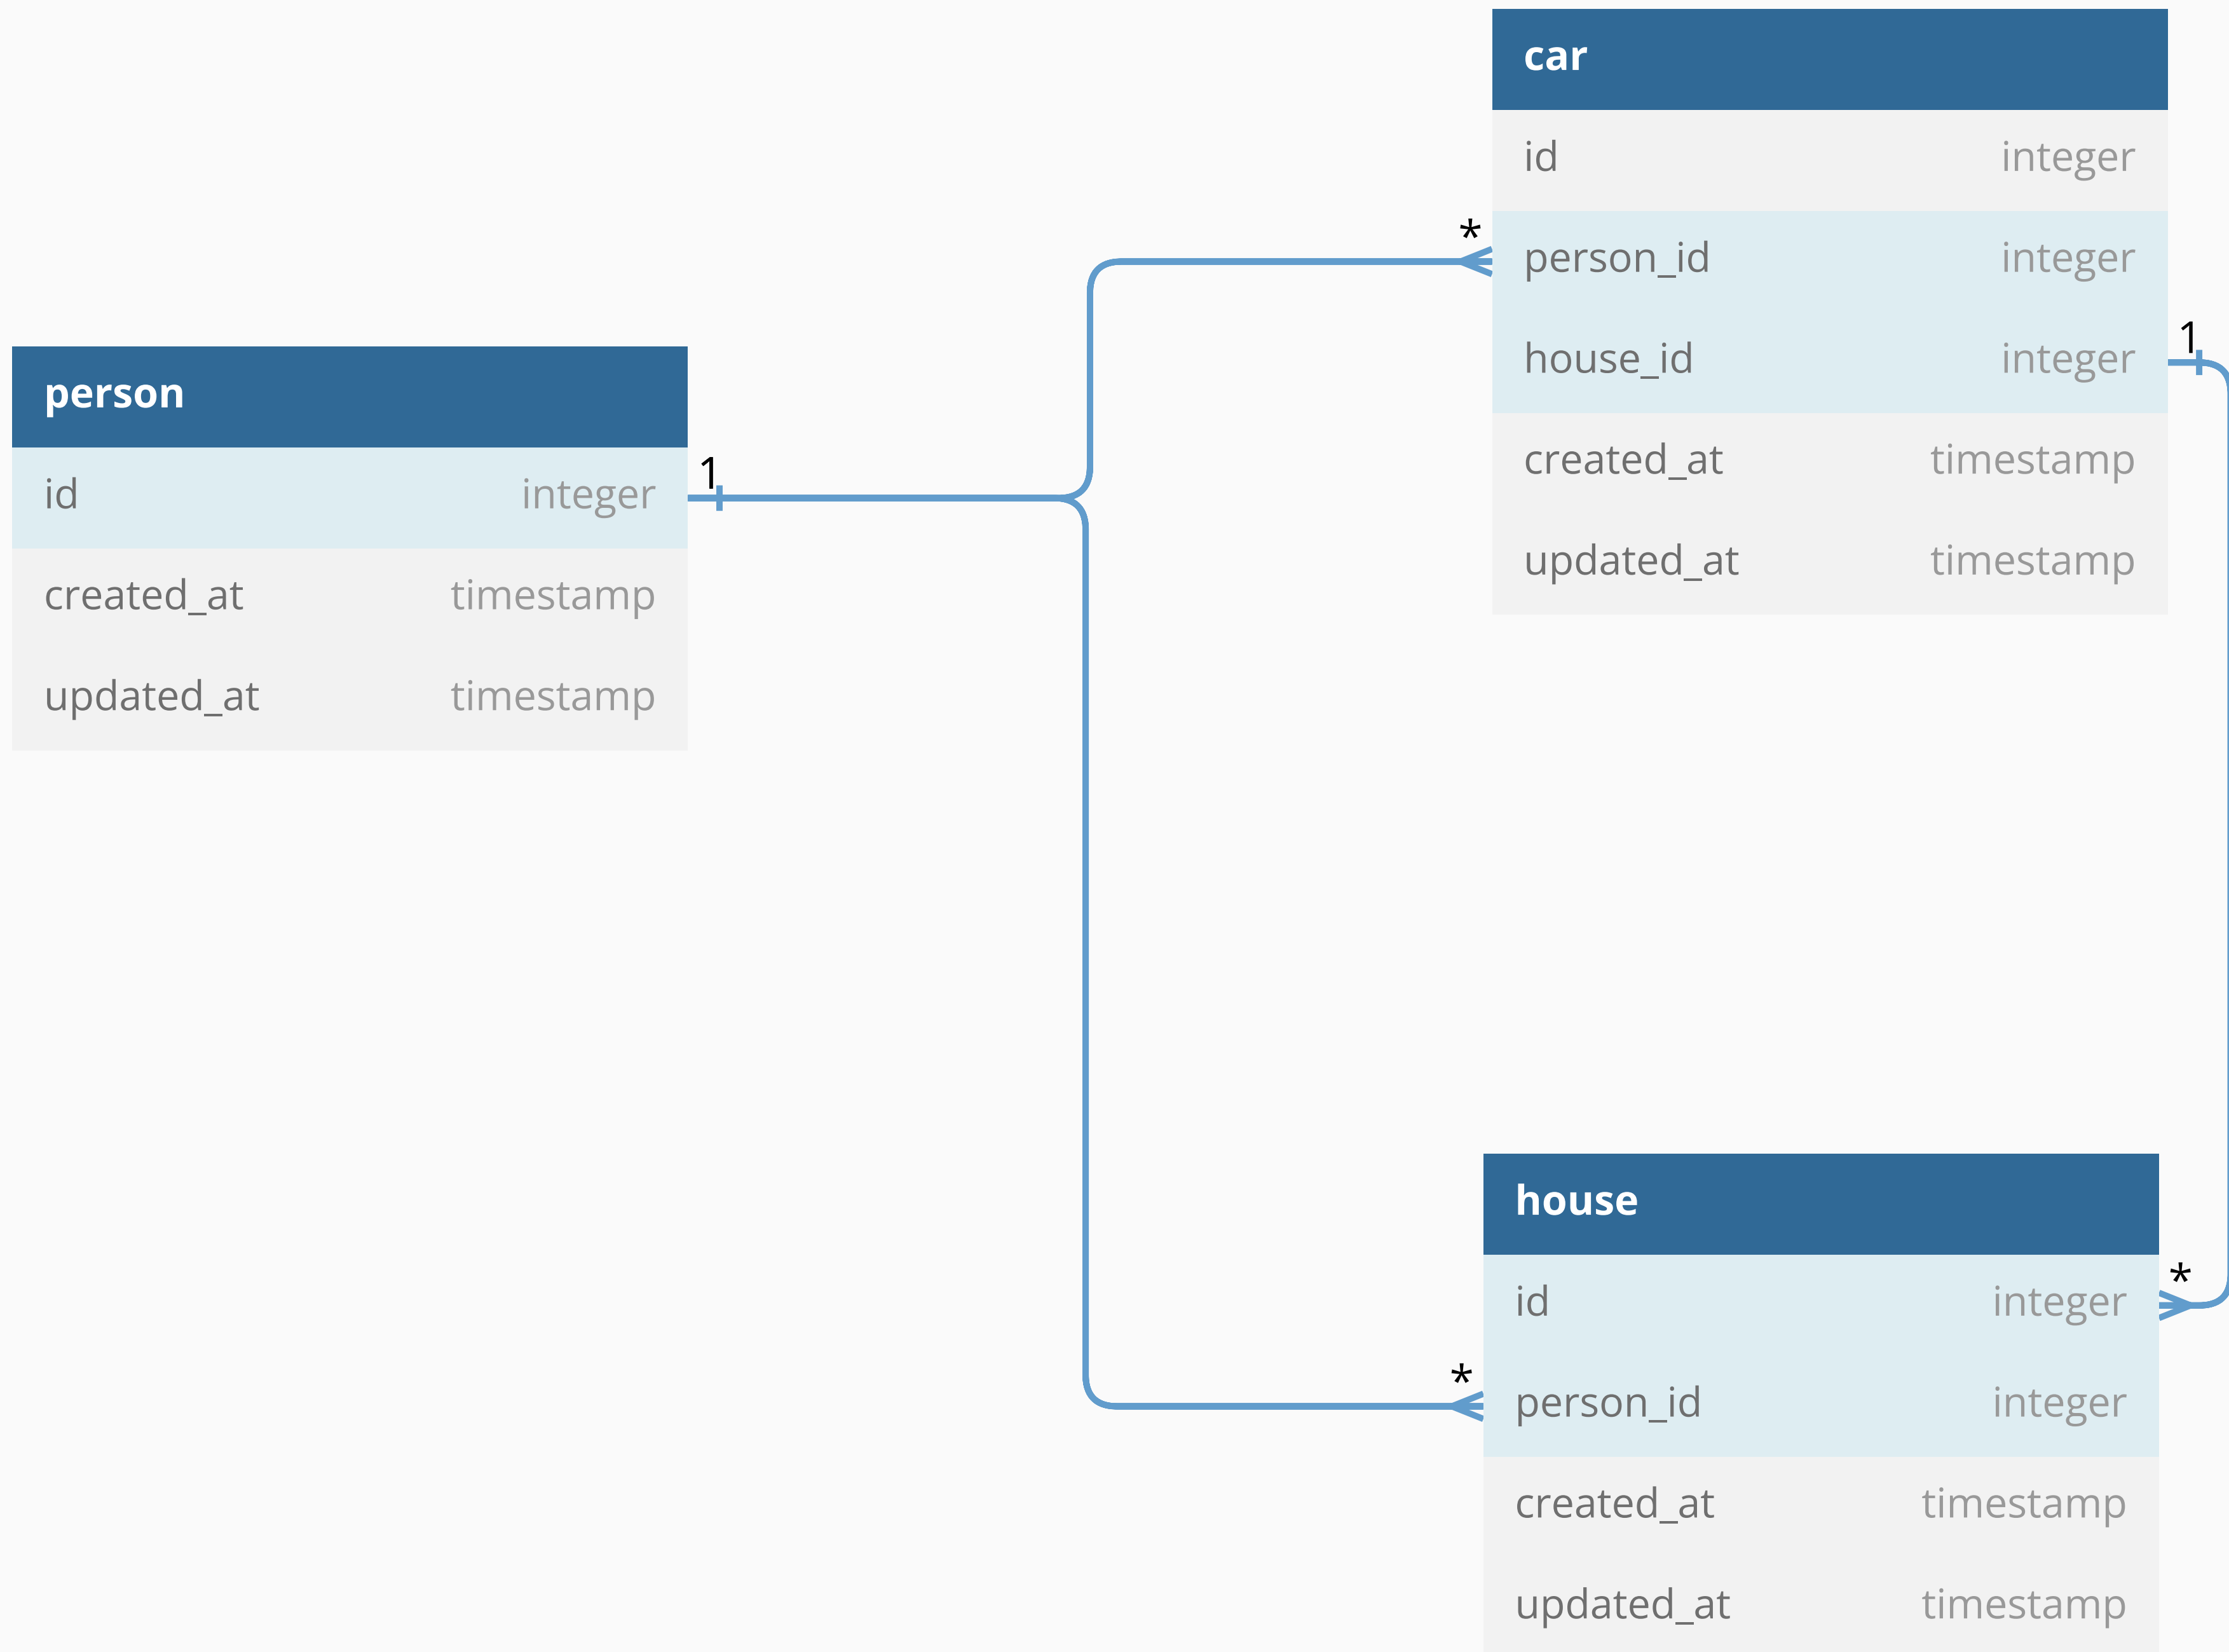 car
id integer
* person_id integer
house_id integer 1
created_at timestamp
updated_at timestamp
person
id integer 1
created_at timestamp
updated_at timestamp
house
id integer *
* person_id integer
created_at timestamp
updated_at timestamp